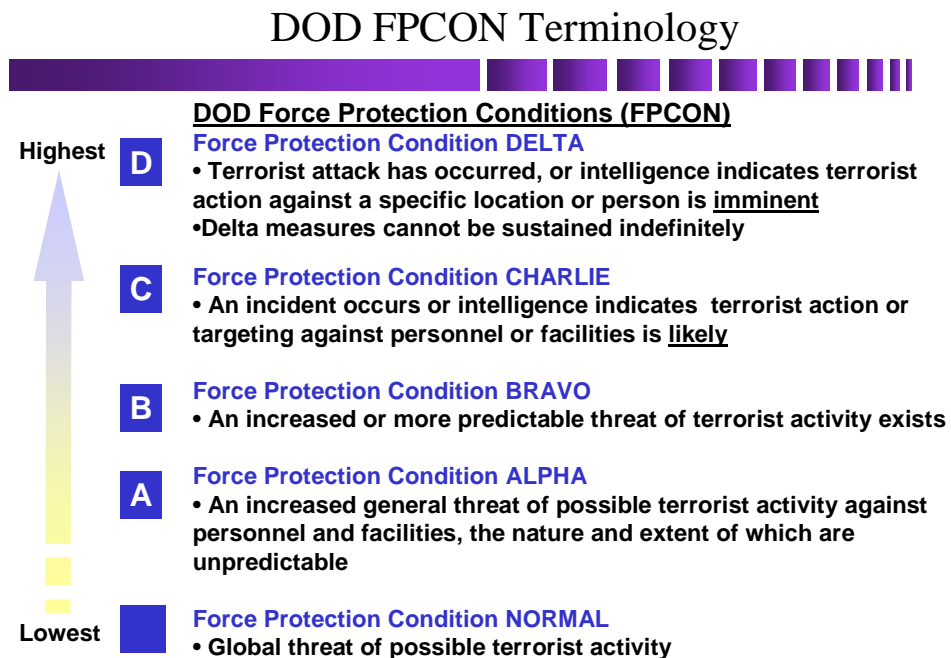 DOD FPCON Terminology
DOD Force Protection Conditions (FPCON)
Highest
D
Force Protection Condition DELTA
• Terrorist attack has occurred, or intelligence indicates terrorist
action against a specific location or person is imminent
•Delta measures cannot be sustained indefinitely
C
Force Protection Condition CHARLIE
• An incident occurs or intelligence indicates terrorist action or
targeting against personnel or facilities is likely
B
Force Protection Condition BRAVO
• An increased or more predictable threat of terrorist activity exists
A
Force Protection Condition ALPHA
• An increased general threat of possible terrorist activity against
personnel and facilities, the nature and extent of which are
unpredictable
Lowest
Force Protection Condition NORMAL
• Global threat of possible terrorist activity